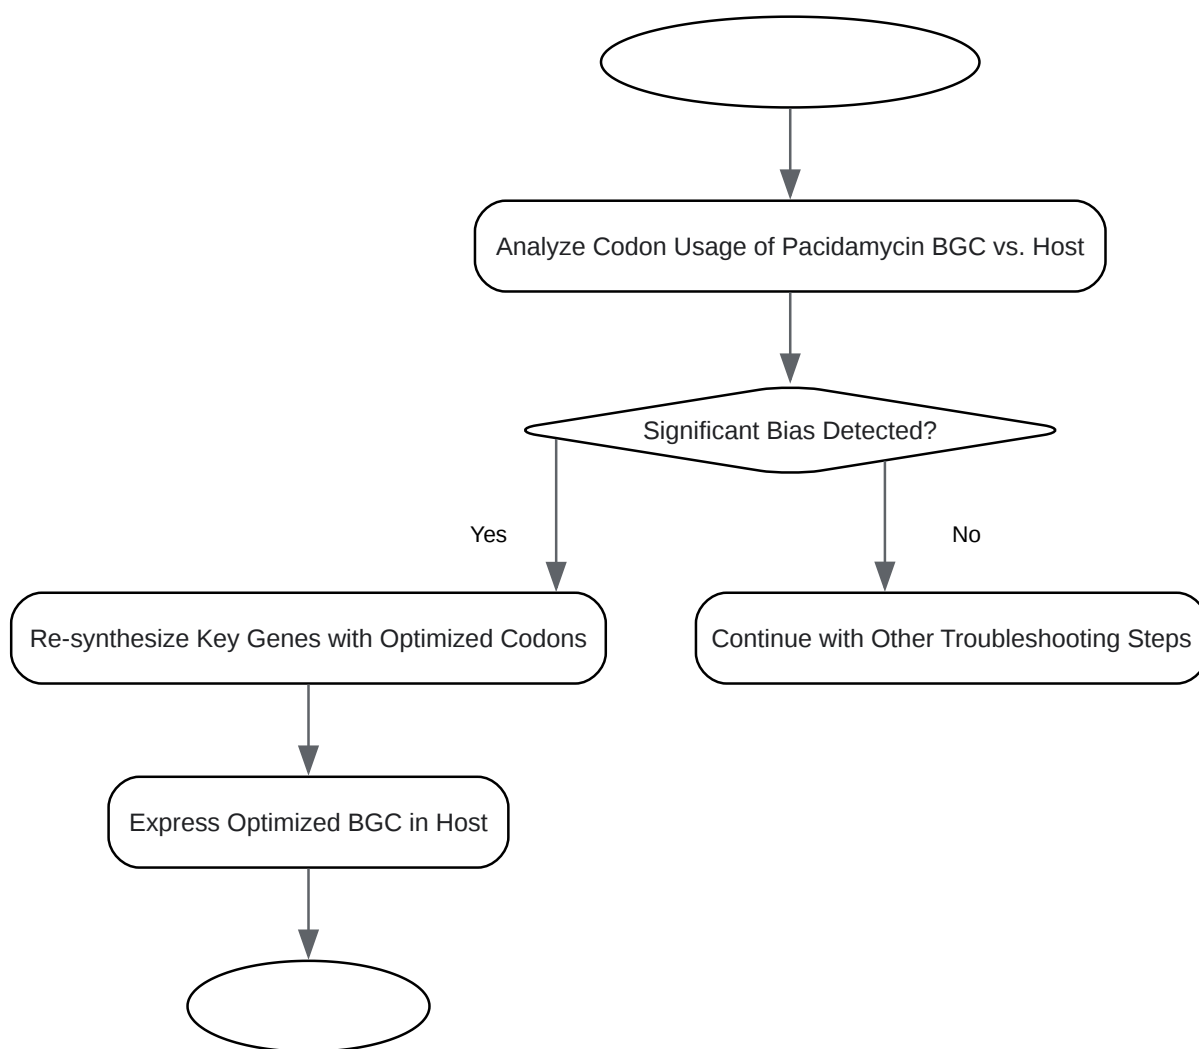 Analyze Codon Usage of Pacidamycin BGC vs. Host
Significant Bias Detected?
Yes
No
Re-synthesize Key Genes with Optimized Codons
Continue with Other Troubleshooting Steps
Express Optimized BGC in Host